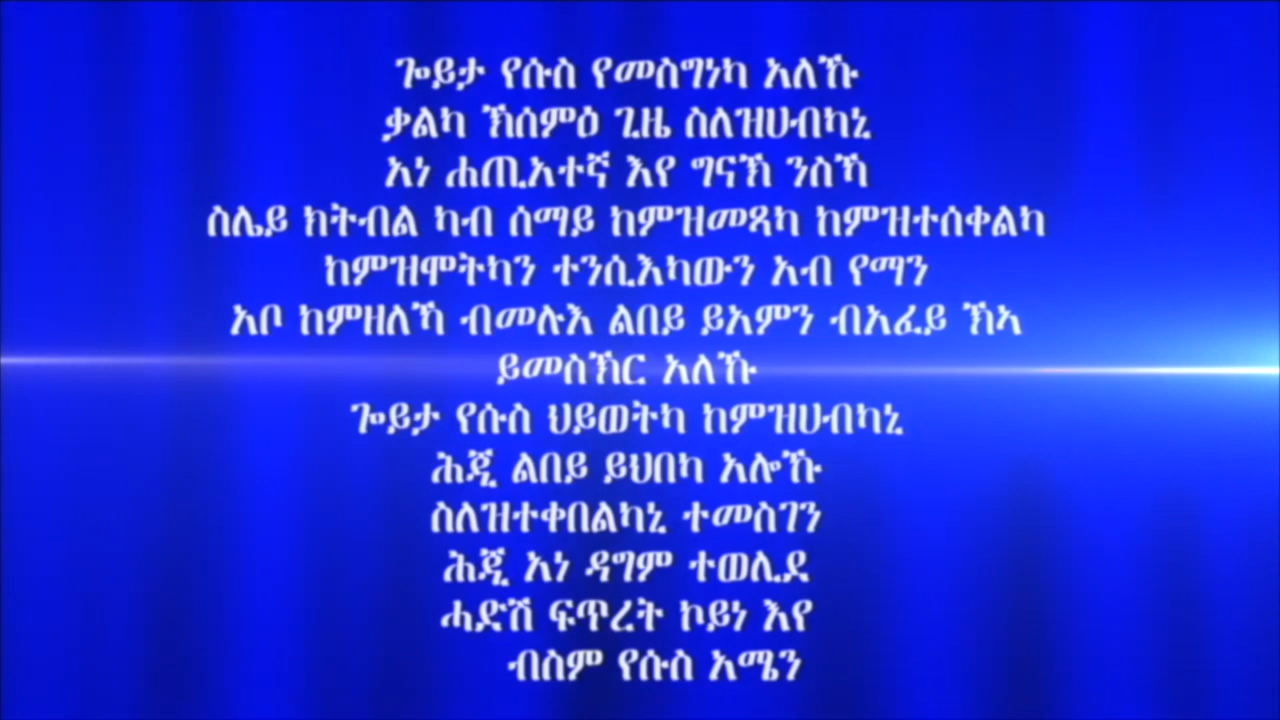 ጐይታ የሱስ የመስግነካ አለኹ
ቃልካ ኽሰምዕ ጊዜ ስለዝሀብካኒ
አነ ሐጢአተኛ እየ ግናኽ ንስኻ
ስሌይ ክትብል ካብ ሰማይ ከምዝመጻካ ከምዝተሰቀልካ
ከምዝሞትካን ተንሲእካውን አብ የማን
አቦ ከምዘለኻ ብመሉእ ልበይ ይአምን ብአፈይ ኽኣ
ይመስኽር አለኹ
ጐይታ የሱስ ህይወትካ ከምዝሀብካኒ
ሕጂ ልበይ ይህበካ አሎኹ
ስለዝተቀበልካኒ ተመስገን
ሕጂ አነ ዳግም ተወሊደ
ሓድሽ ፍጥረት ኮይነ እየ
ብስም የሱስ አሜን